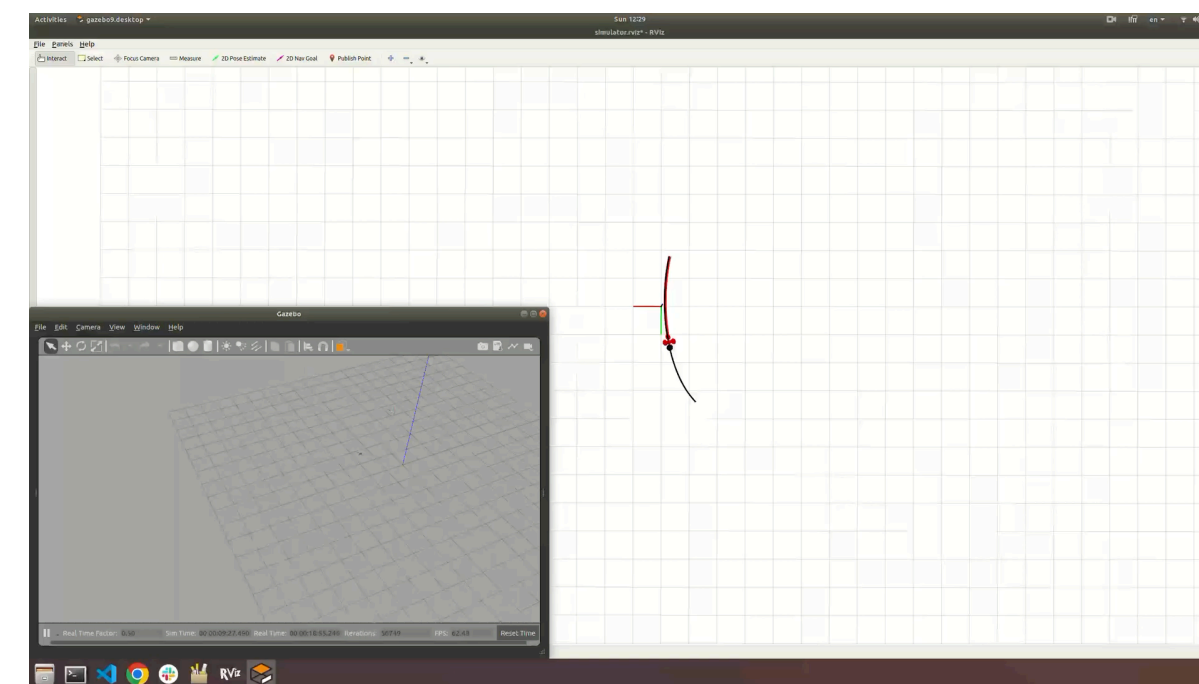 Activities gazebo9.desktop Sun 12:29 en
simulator.rviz* - RViz
File Panels Help
Interact Select Focus Camera Measure 2D Pose Estimate 2D Nav Goal Publish Point
Gazebo
File Edit Camera View Window Help
Real Time Factor: Sim Time: Real Time: Iterations: FPS: Reset Time
RViz